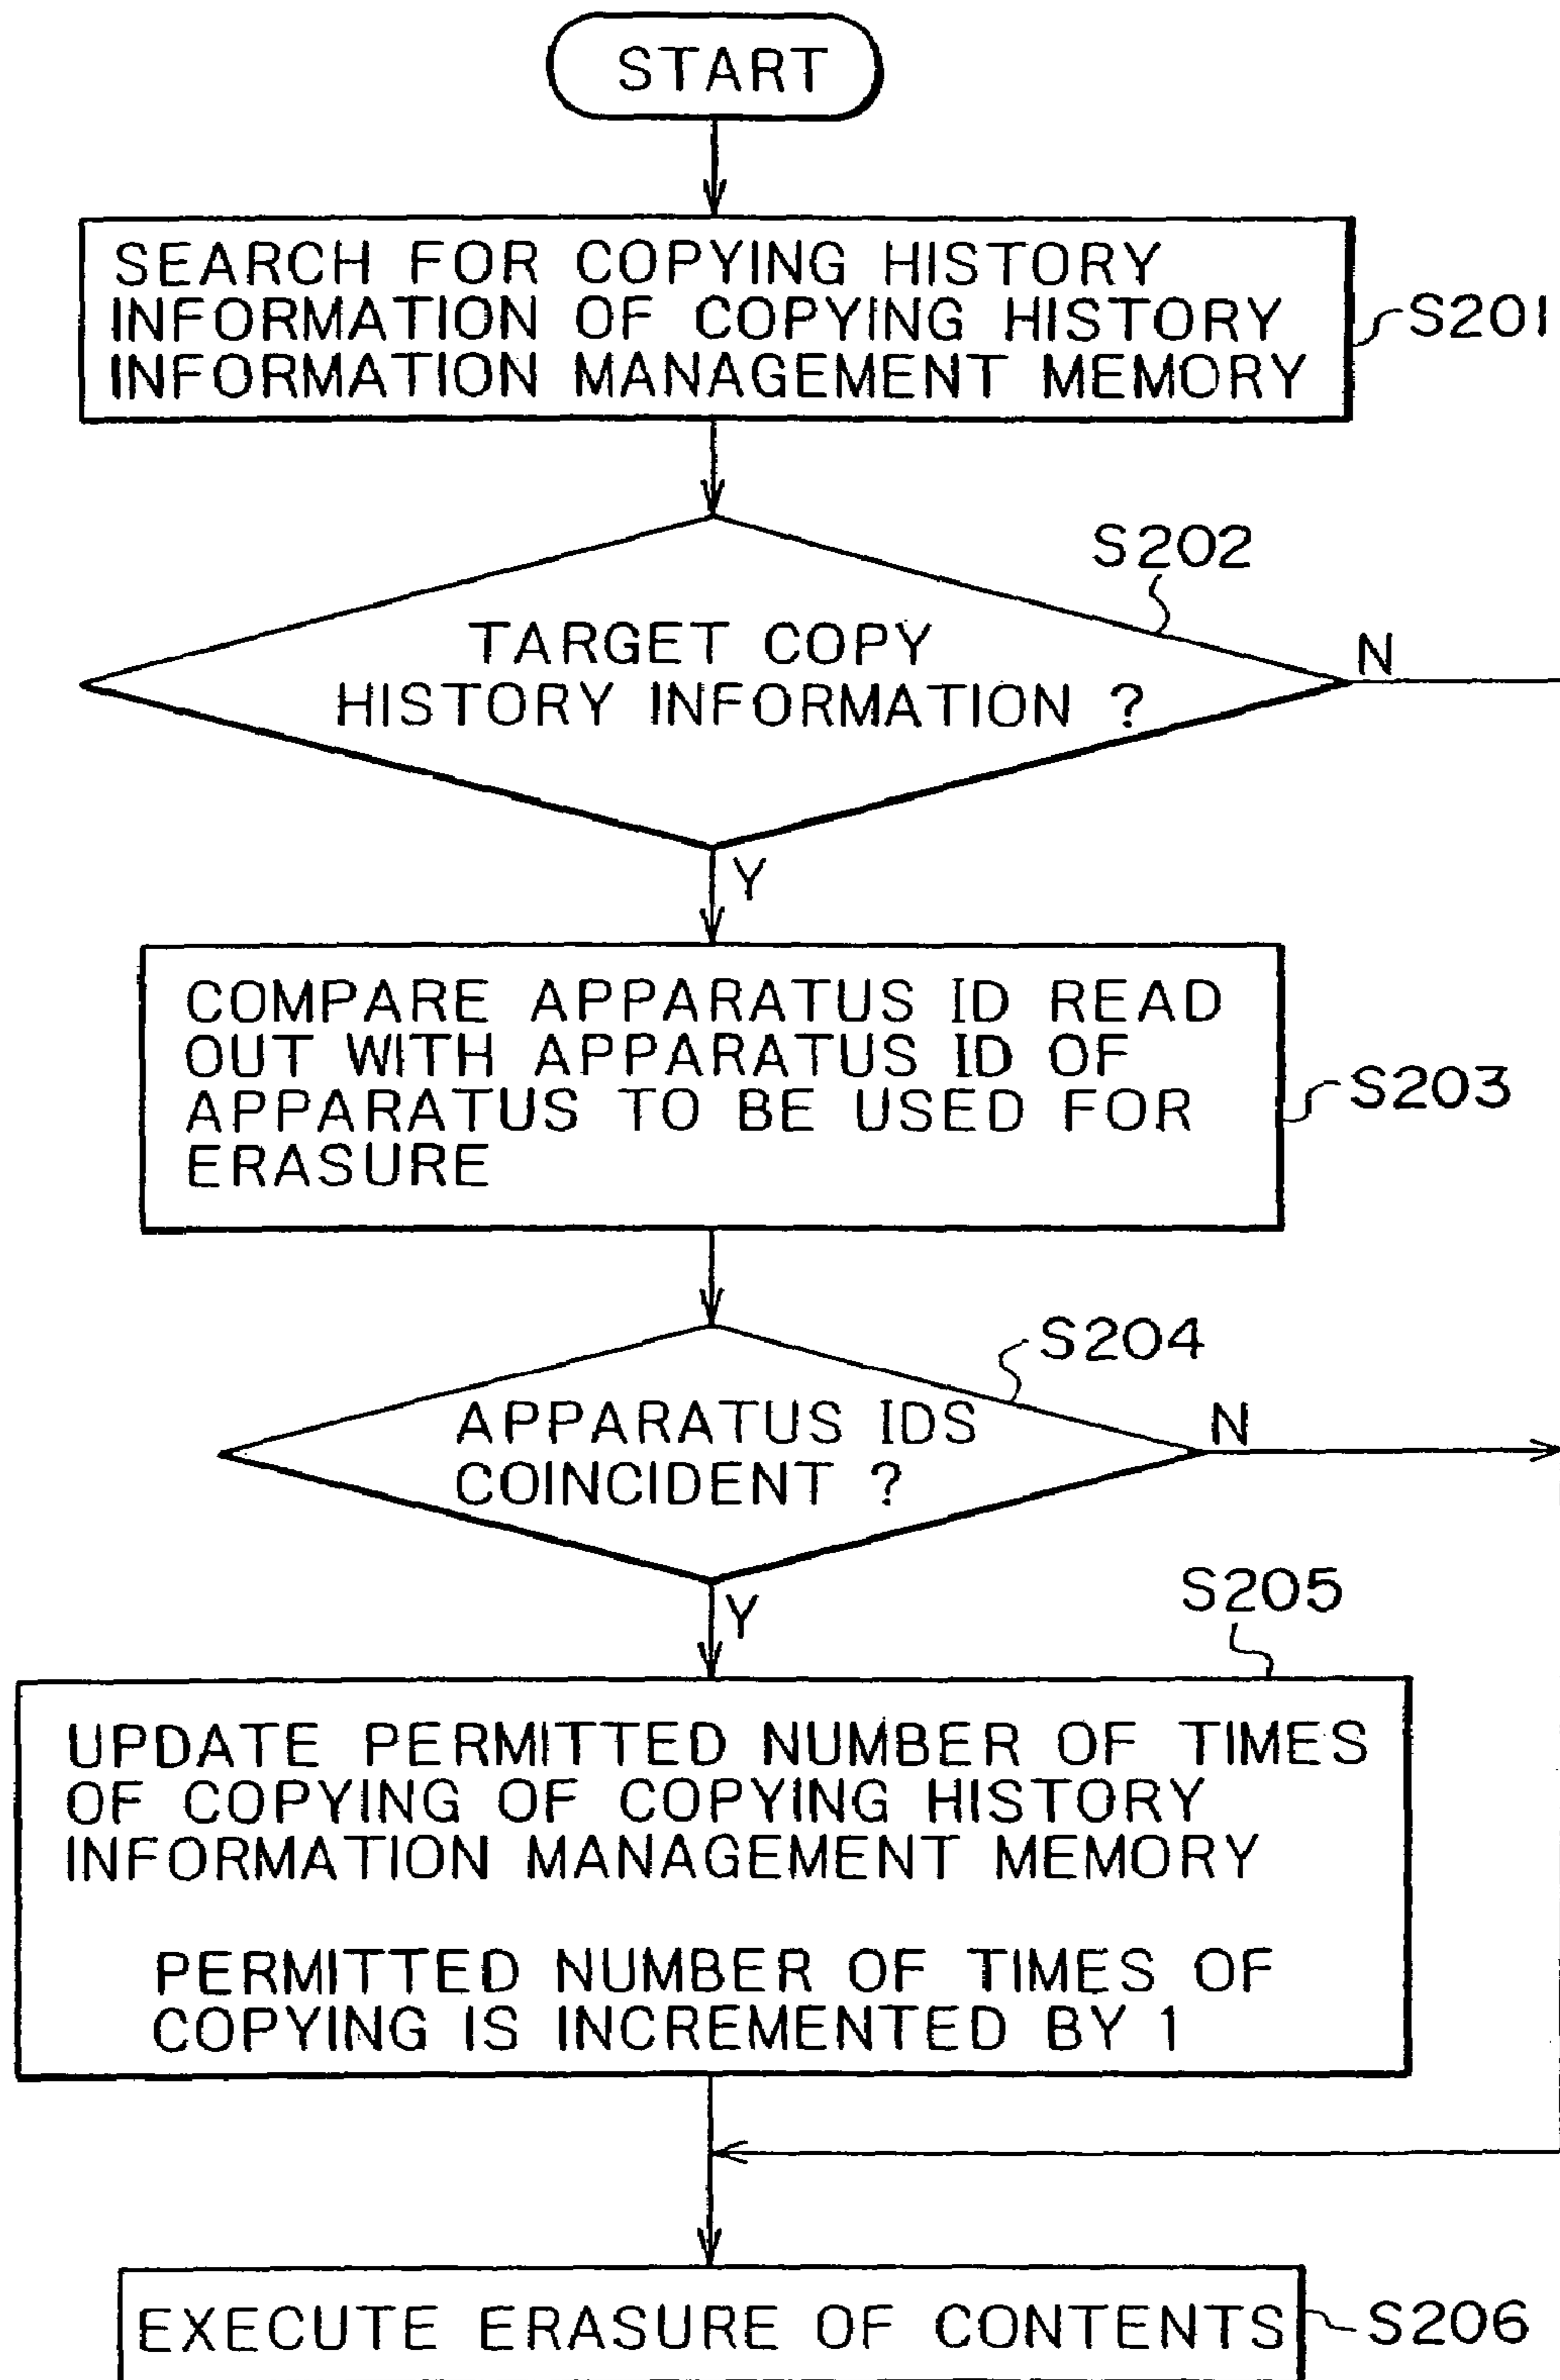 START
SEARCH FOR COPYING HISTORY
INFORMATION OF COPYING HISTORY
INFORMATION MANAGEMENT MEMORY
S201
S202
TARGET COPY
HISTORY INFORMATION ?
N
Y
COMPARE APPARATUS ID READ
OUT WITH APPARATUS ID OF
APPARATUS TO BE USED FOR
ERASURE
S203
S204
APPARATUS IDS
COINCIDENT ?
N
Y
S205
UPDATE PERMITTED NUMBER OF TIMES
OF COPYING OF COPYING HISTORY
INFORMATION MANAGEMENT MEMORY
PERMITTED NUMBER OF TIMES OF
COPYING IS INCREMENTED BY 1
EXECUTE ERASURE OF CONTENTS
S206